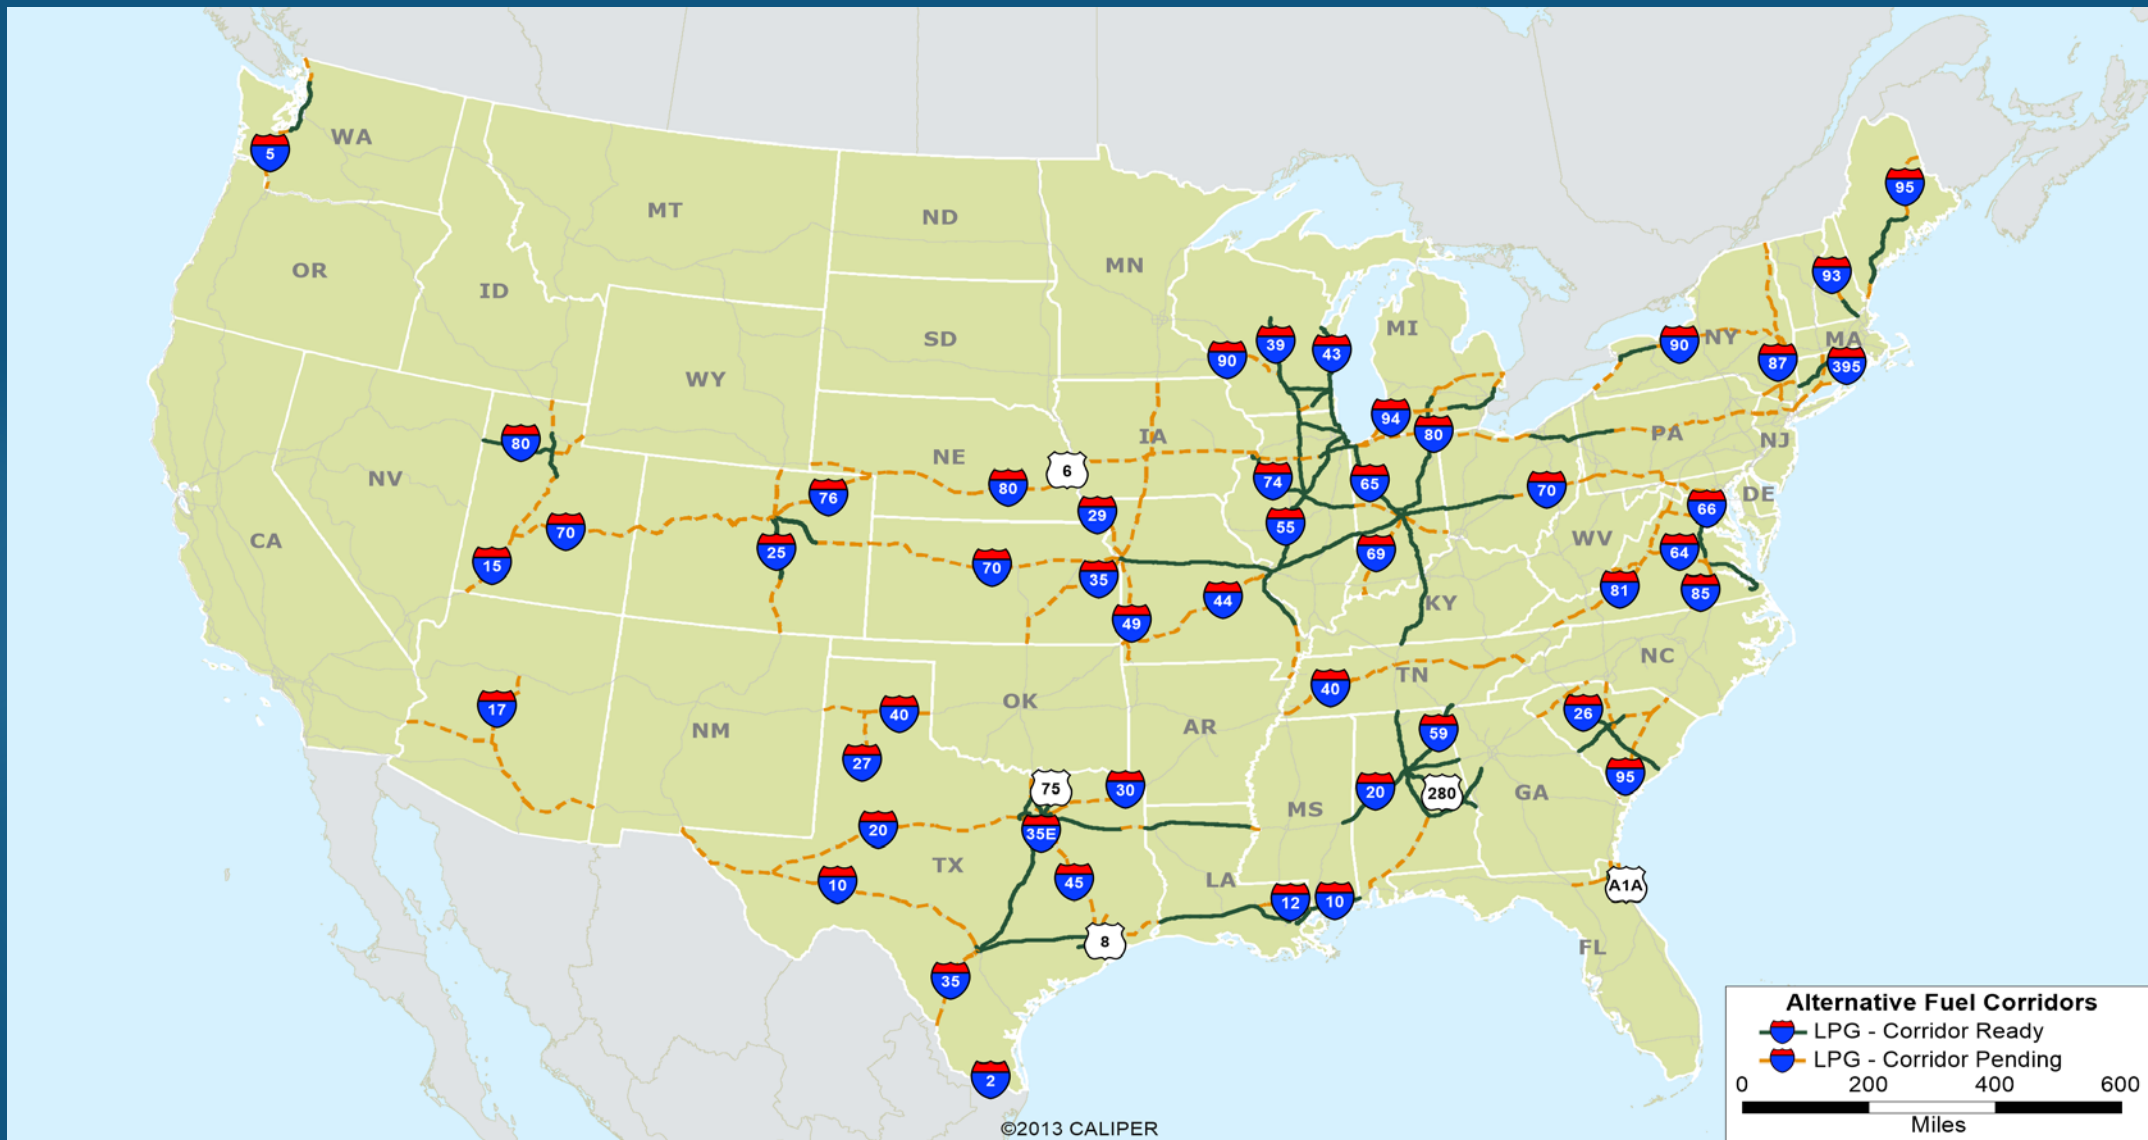 WA
5
MT
ND
95
OR
ID
MN
93
SD
MI
39
43
90
90
NY
87
MA
395
WY
94
80
80
IA
PA
NJ
NE
6
NV
76
80
74
65
70
DE
29
66
CA
70
25
55
WV
64
15
70
35
69
81
85
44
KY
49
NC
17
40
TN
40
OK
26
NM
AR
59
27
75
30
20
280
GA
95
MS
20
35E
TX
10
45
LA
12
10
A1A
8
FL
35
2
Alternative Fuel Corridors
LPG - Corridor Ready
LPG - Corridor Pending
0 200 400 600
Miles
©2013 CALIPER